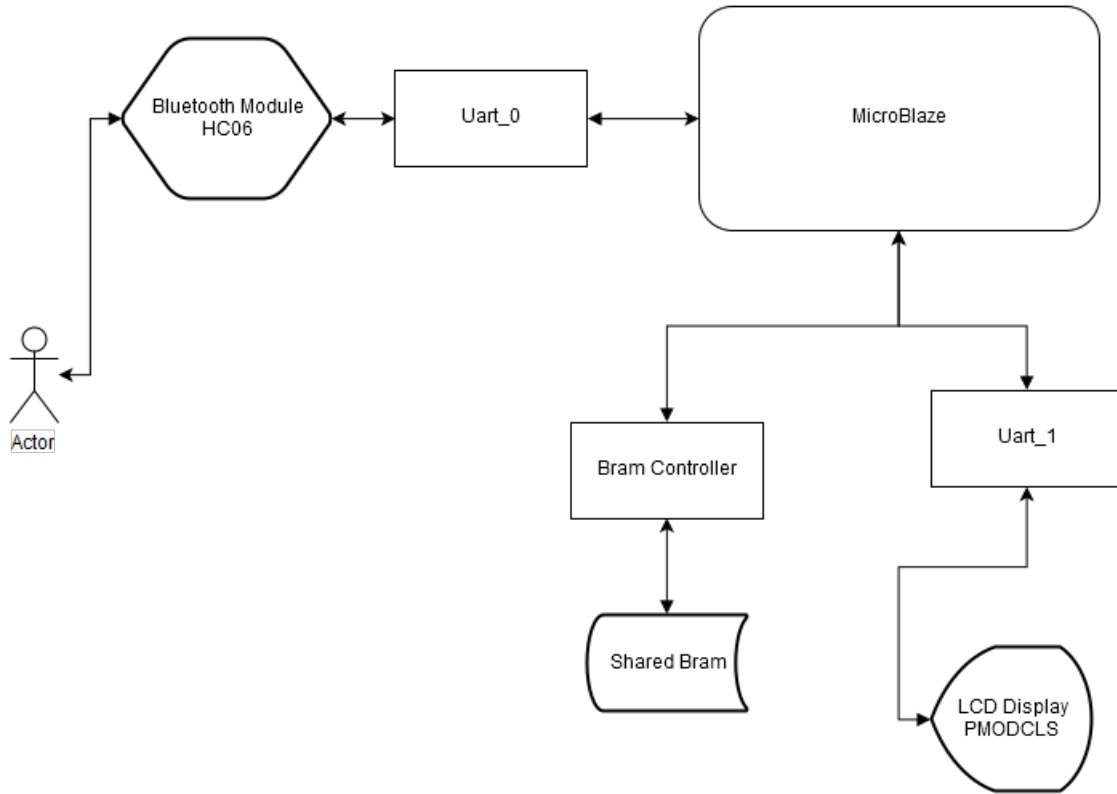 Bluetooth Module
HC06
Uart_0
MicroBlaze
Actor
Bram Controller
Uart_1
Shared Bram
LCD Display
PMODCLS